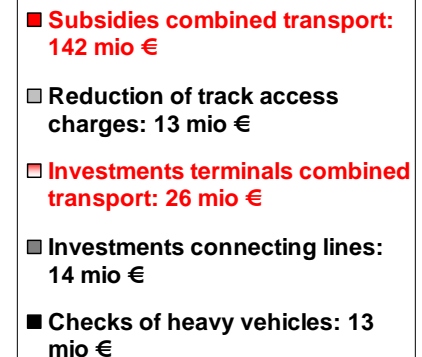 Subsidies combined transport:
142 mio €
Reduction of track access
charges: 13 mio €
Investments terminals combined
transport: 26 mio €
Investments connecting lines:
14 mio €
Checks of heavy vehicles: 13
mio €